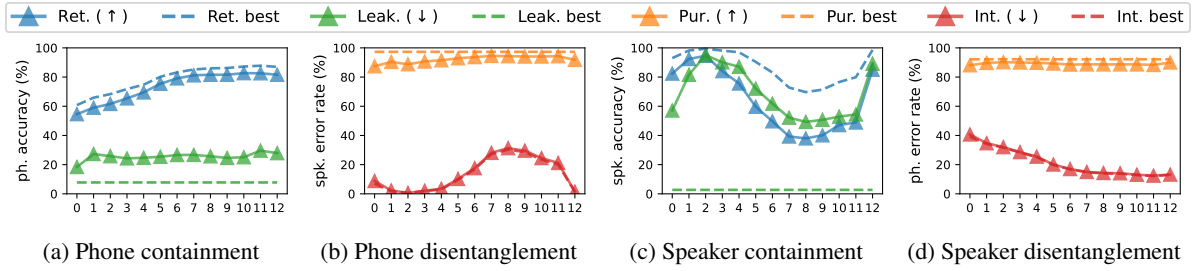 Ret. (↑) Ret. best Leak. (↓) Leak. best Pur. (↑) Pur. best Int. (↓) Int. best
ph. accuracy (%)
100
80
60
40
20
0
0 1 2 3 4 5 6 7 8 9 10 11 12
(a) Phone containment
spk. error rate (%)
100
80
60
40
20
0
0 1 2 3 4 5 6 7 8 9 10 11 12
(b) Phone disentanglement
spk. accuracy (%)
100
80
60
40
20
0
0 1 2 3 4 5 6 7 8 9 10 11 12
(c) Speaker containment
ph. error rate (%)
100
80
60
40
20
0
0 1 2 3 4 5 6 7 8 9 10 11 12
(d) Speaker disentanglement